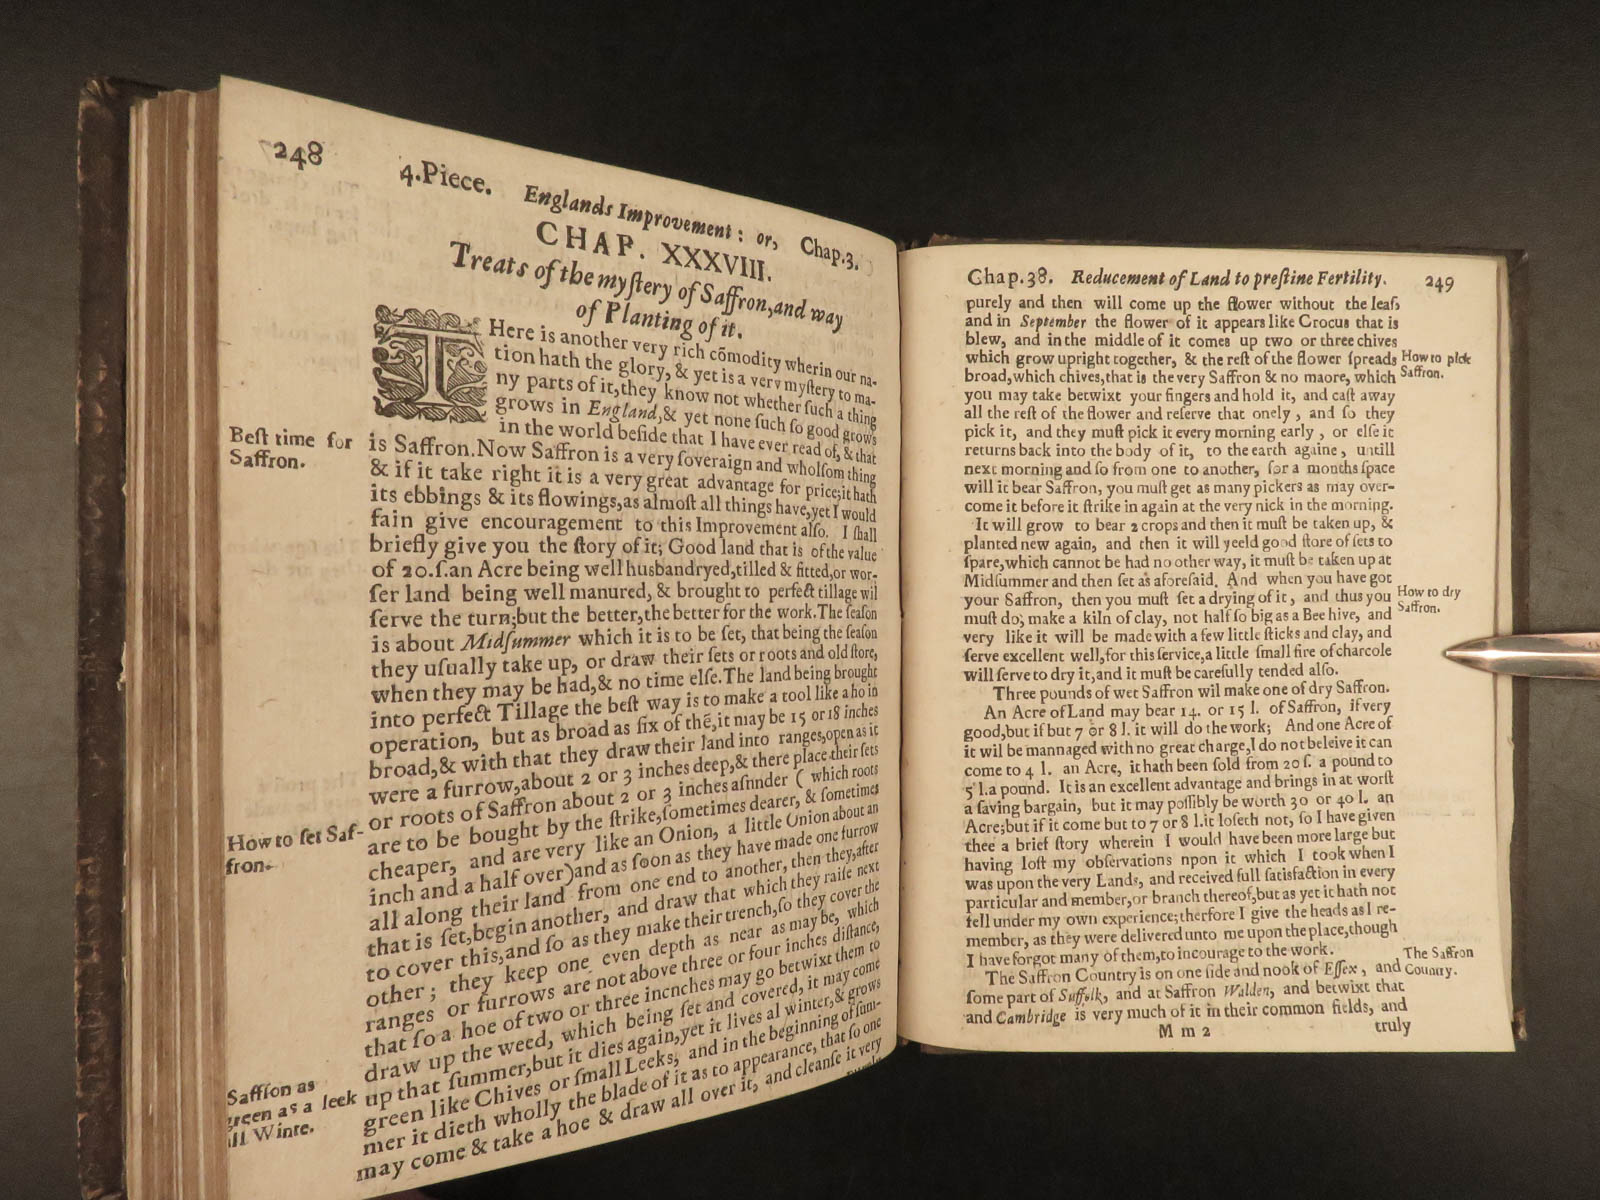 248
4.Piece. Englands Improvement: or, Chap.3.
CHAP. XXXVIII.
Treats of the myſtery of Saffron,and way
of Planting of it.
THere is another very rich cõmodity wherin our na-
tion hath the glory, & yet is a very myſtery to ma-
ny parts of it,they know not whether ſuch a thing
grows in England,& yet none ſuch ſo good grows
in the world beſide that I have ever read of, & that
is Saffron.Now Saffron is a very ſoveraign and wholſom thing
& if it take right it is a very great advantage for price;it hath
its ebbings & its flowings,as almoſt all things have,yet I would
fain give encouragement to this Improvement alſo. I ſhall
briefly give you the ſtory of it; Good land that is of the value
of 20.ſ.an Acre being well husbandryed,tilled & fitted,or wor-
ſer land being well manured, & brought to perfect tillage wil
ſerve the turn;but the better,the better for the work.The ſeaſon
is about Midſummer which it is to be ſet, that being the ſeaſon
they uſually take up, or draw their ſets or roots and old ſtore,
when they may be had,& no time elſe.The land being brought
into perfect Tillage the beſt way is to make a tool like a ho in
operation, but as broad as ſix of thẽ,it may be 15 or 18 inches
broad,& with that they draw their land into ranges,open as it
were a furrow,about 2 or 3 inches deep,& there place their ſets
or roots of Saffron about 2 or 3 inches aſunder ( which roots
are to be bought by the ſtrike,ſometimes dearer, & ſometimes
cheaper, and are very like an Onion, a little Onion about an
inch and a half over)and as ſoon as they have made one furrow
all along their land from one end to another, then they,after
that is ſet,begin another, and draw that which they raiſe next
to cover this,and ſo as they make their trench,ſo they cover the
other; they keep one even depth as near as may be, which
ranges or furrows are not above three or four inches diſtance,
that ſo a hoe of two or three incnches may go betwixt them to
draw up the weed, which being ſet and covered, it may come
up that ſummer,but it dies again,yet it lives al winter,& grows
green like Chives or ſmall Leeks, and in the beginning of ſum-
mer it dieth wholly the blade of it as to appearance, that ſo one
may come & take a hoe & draw all over it, and cleanſe it very
Beſt time for
Saffron.
How to ſet Saf-
fron.
Saffron as
green as a leek
all Winte.
Chap.38. Reducement of Land to preſtine Fertility. 249
purely and then will come up the flower without the leaſs
and in September the flower of it appears like Crocus that is
blew, and in the middle of it comes up two or three chives
which grow upright together, & the reſt of the flower ſpreads
broad,which chives,that is the very Saffron & no maore, which
you may take betwixt your fingers and hold it, and caſt away
all the reſt of the flower and reſerve that onely , and ſo they
pick it, and they muſt pick it every morning early , or elſe it
returns back into the body of it, to the earth againe, untill
next morning and ſo from one to another, for a months ſpace
will it bear Saffron, you muſt get as many pickers as may over-
come it before it ſtrike in again at the very nick in the morning.
It will grow to bear 2 crops and then it muſt be taken up, &
planted new again, and then it will yeeld good ſtore of ſets to
ſpare,which cannot be had no other way, it muſt be taken up at
Midſummer and then ſet as aforeſaid. And when you have got
your Saffron, then you muſt ſet a drying of it, and thus you
muſt do; make a kiln of clay, not half ſo big as a Bee hive, and
very like it will be made with a few little ſticks and clay, and
ſerve excellent well,for this ſervice,a little ſmall fire of charcole
will ſerve to dry it,and it muſt be carefully tended alſo.
Three pounds of wet Saffron wil make one of dry Saffron.
An Acre of Land may bear 14. or 15 l. of Saffron, if very
good,but if but 7 or 8 l. it will do the work; And one Acre of
it wil be mannaged with no great charge,I do not beleive it can
come to 4 l. an Acre, it hath been ſold from 20 ſ. a pound to
5 l.a pound. It is an excellent advantage and brings in at worſt
a ſaving bargain, but it may poſſibly be worth 30 or 40 l. an
Acre;but if it come but to 7 or 8 l.it loſeth not, ſo I have given
thee a brief ſtory wherein I would have been more large but
having loſt my obſervations npon it which I took when I
was upon the very Lands, and received full ſatisfaction in every
particular and member,or branch thereof,but as yet it hath not
fell under my own experience;therfore I give the heads as I re-
member, as they were delivered unto me upon the place,though
I have forgot many of them,to incourage to the work.
The Saffron Country is on one ſide and nook of Eſſex, and
ſome part of Suffolk, and at Saffron Walden, and betwixt that
and Cambridge is very much of it in their common fields, and
M m 2 truly
How to pick
Saffron.
How to dry
Saffron.
The Saffron
Country.